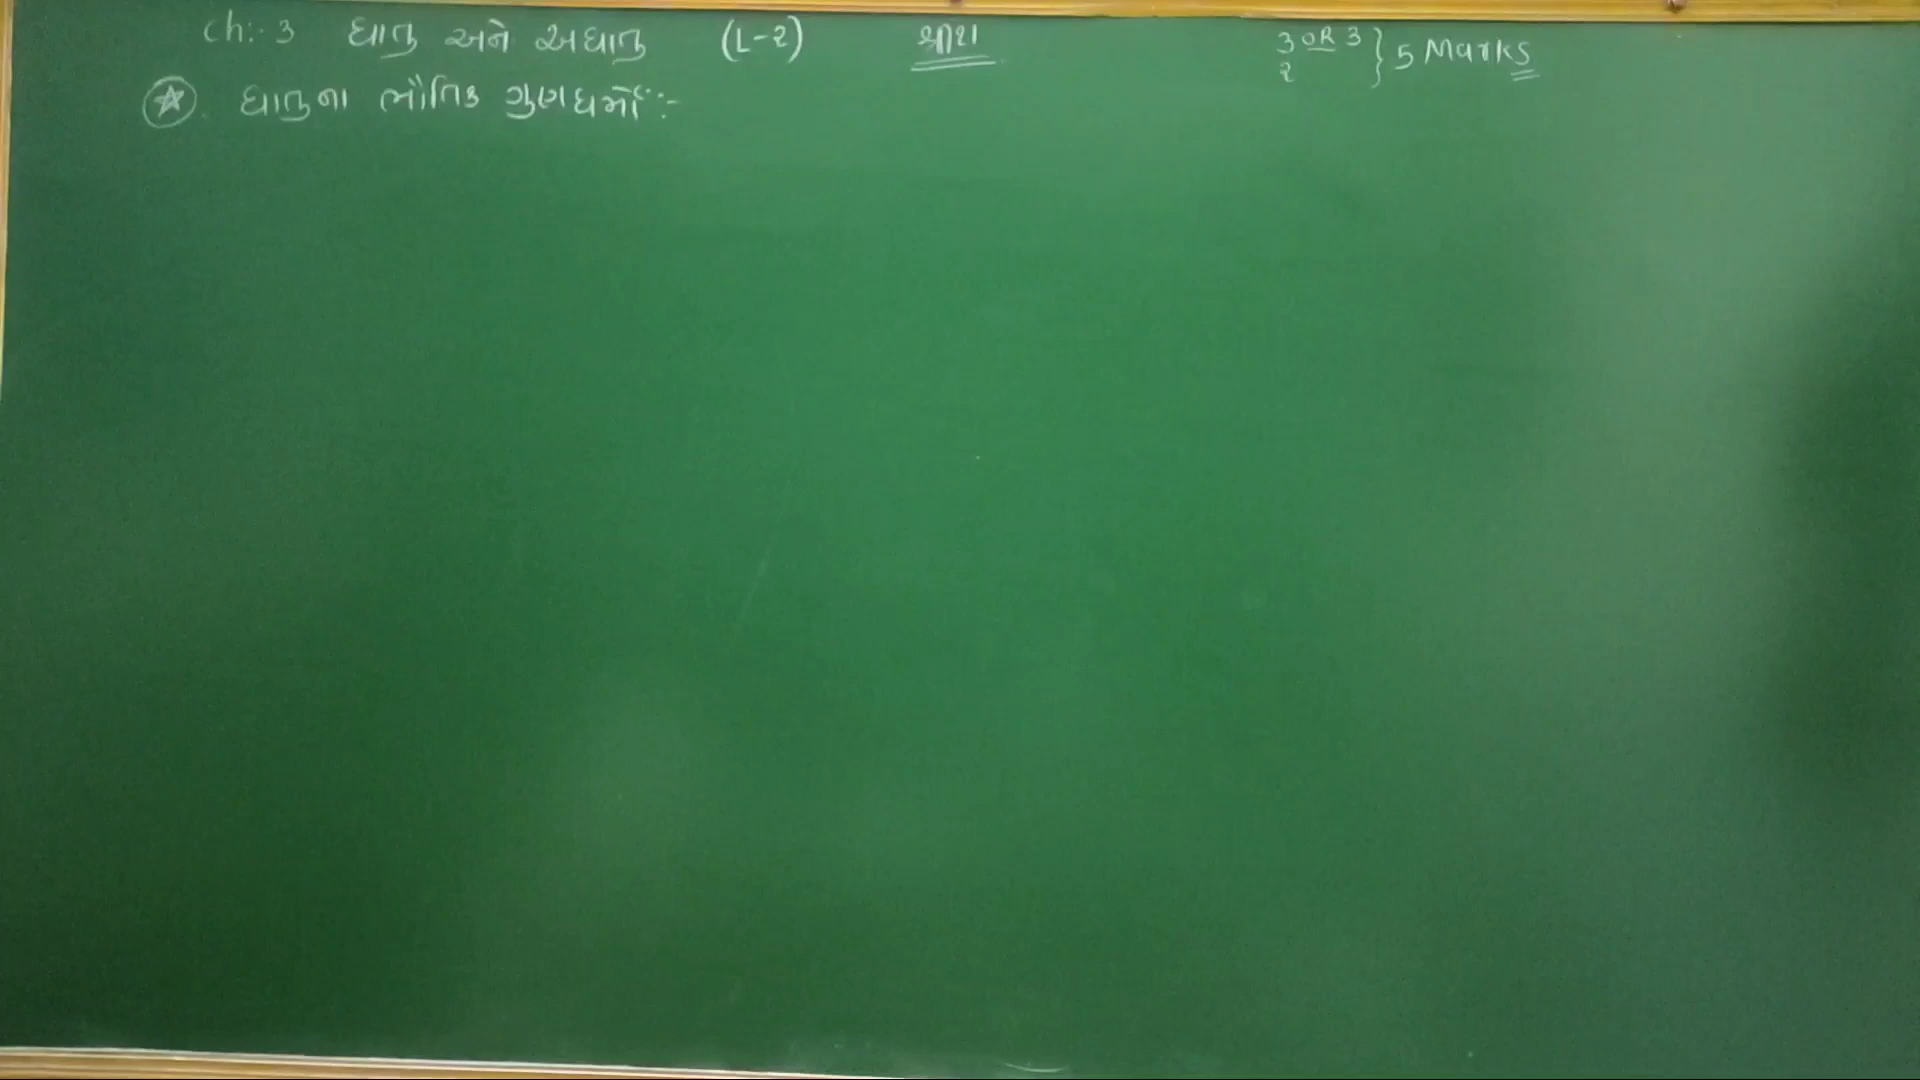 Ch:- 3 ધાતુ અને અધાતુ (L-2) શ્રીશા 3 OR 3 } 5 Marks
2
ધાતુના ભૌતિક ગુણધર્મો :-